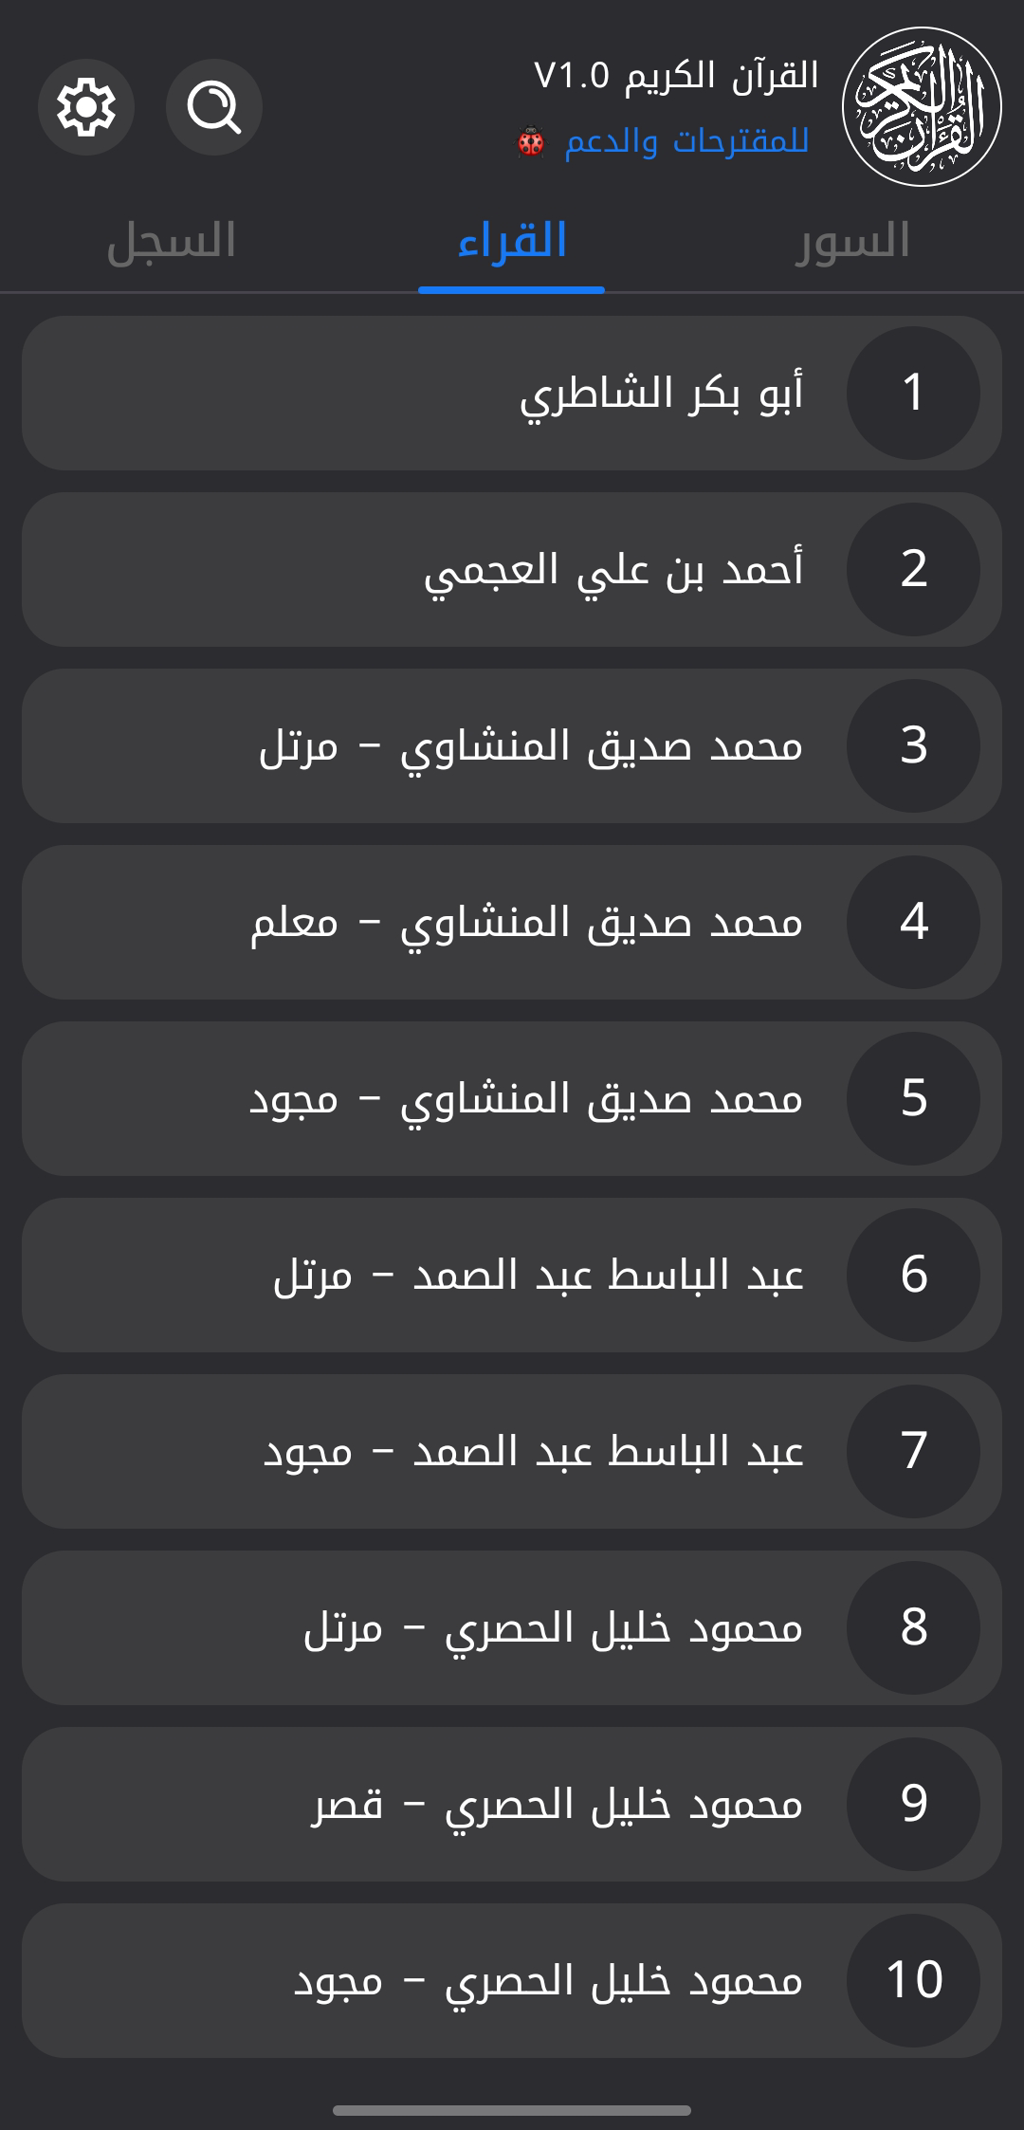 القرآن الكريم V1.0
للمقترحات والدعم 🐞
القرآن الكريم
السور
القراء
السجل
1
أبو بكر الشاطري
2
أحمد بن علي العجمي
3
محمد صديق المنشاوي – مرتل
4
محمد صديق المنشاوي – معلم
5
محمد صديق المنشاوي – مجود
6
عبد الباسط عبد الصمد – مرتل
7
عبد الباسط عبد الصمد – مجود
8
محمود خليل الحصري – مرتل
9
محمود خليل الحصري – قصر
10
محمود خليل الحصري – مجود